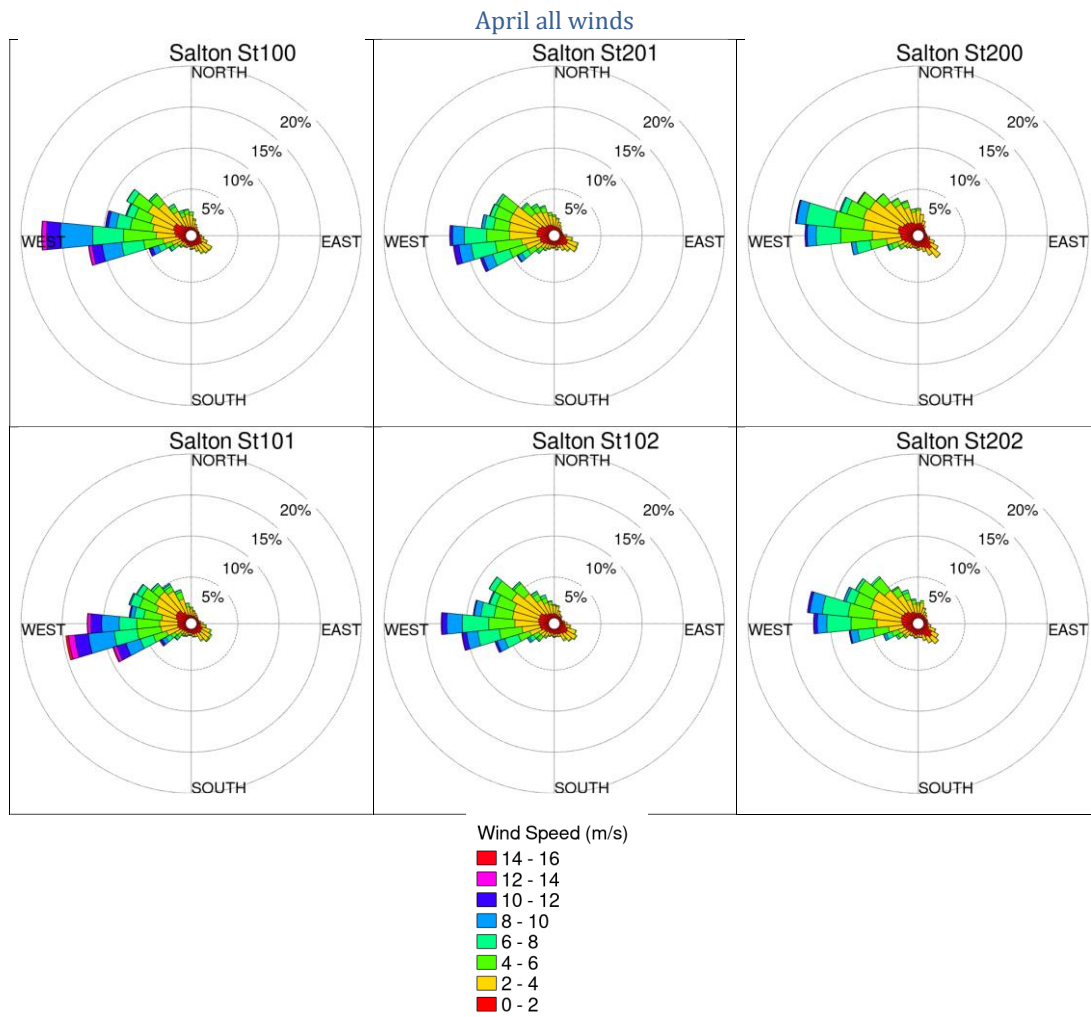 April all winds
Salton St100
NORTH
20%
15%
10%
5%
WEST
EAST
SOUTH
Salton St201
NORTH
20%
15%
10%
5%
WEST
EAST
SOUTH
Salton St200
NORTH
20%
15%
10%
5%
WEST
EAST
SOUTH
Salton St101
NORTH
20%
15%
10%
5%
WEST
EAST
SOUTH
Salton St102
NORTH
20%
15%
10%
5%
WEST
EAST
SOUTH
Salton St202
NORTH
20%
15%
10%
5%
WEST
EAST
SOUTH
Wind Speed (m/s)
14 - 16
12 - 14
10 - 12
8 - 10
6 - 8
4 - 6
2 - 4
0 - 2